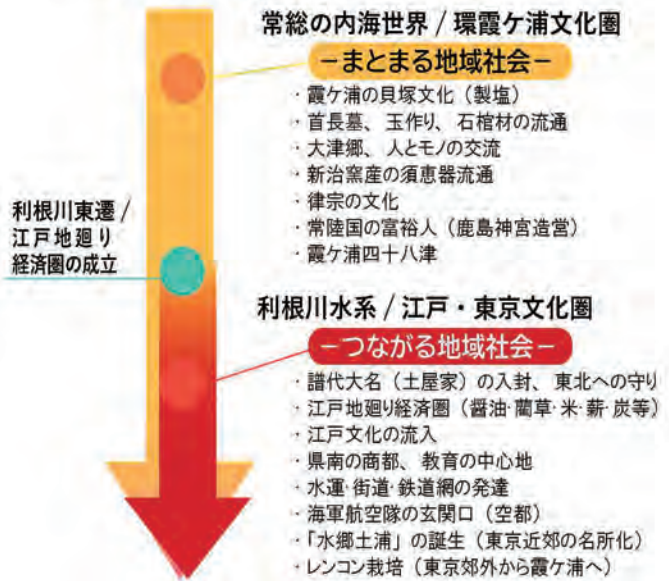 常総の内海世界 / 環霞ケ浦文化圏
－まとまる地域社会－
・霞ケ浦の貝塚文化（製塩）
・首長墓、玉作り、石棺材の流通
・大津郷、人とモノの交流
・新治窯産の須恵器流通
・律宗の文化
・常陸国の富裕人（鹿島神宮造営）
・霞ケ浦四十八津
利根川東遷 /
江戸地廻り
経済圏の成立
利根川水系 / 江戸・東京文化圏
－つながる地域社会－
・譜代大名（土屋家）の入封、東北への守り
・江戸地廻り経済圏（醤油・藺草・米・薪・炭等）
・江戸文化の流入
・県南の商都、教育の中心地
・水運・街道・鉄道網の発達
・海軍航空隊の玄関口（空都）
・「水郷土浦」の誕生（東京近郊の名所化）
・レンコン栽培（東京郊外から霞ケ浦へ）